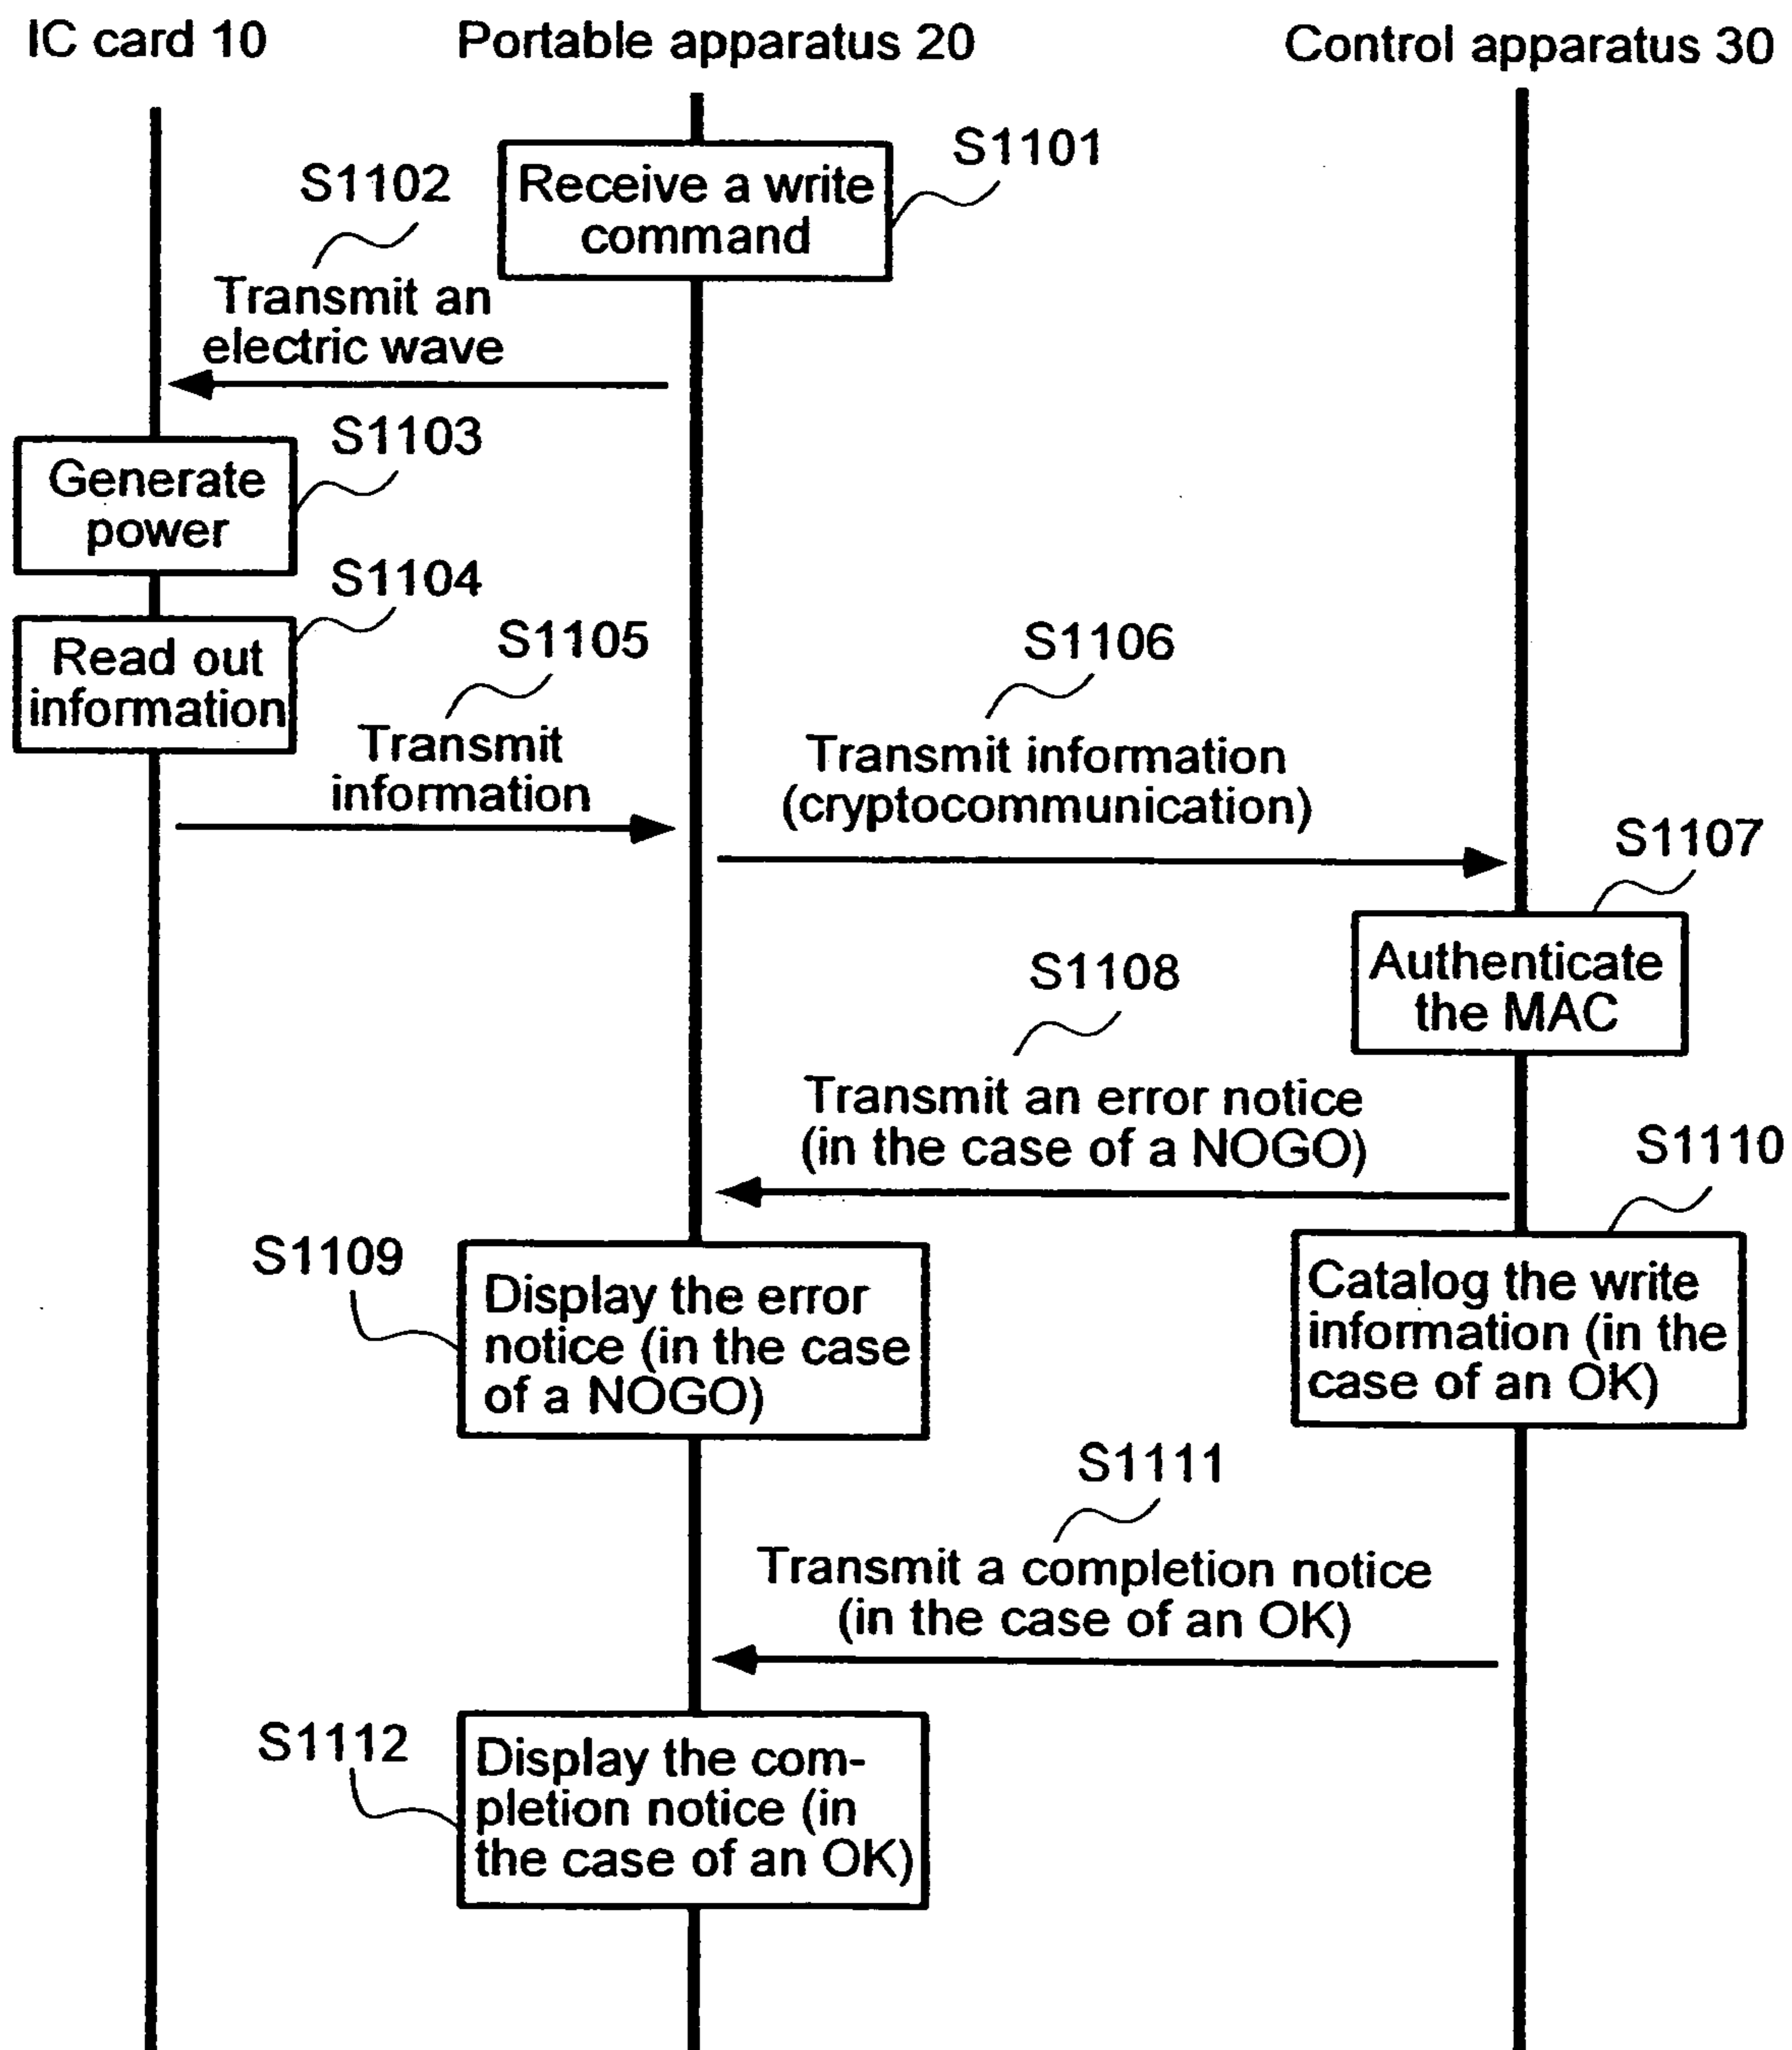 IC card 10
Portable apparatus 20
Control apparatus 30
S1101
Receive a write
command
S1102
Transmit an
electric wave
S1103
Generate
power
S1104
Read out
information
S1105
Transmit
information
S1106
Transmit information
(cryptocommunication)
S1107
Authenticate
the MAC
S1108
Transmit an error notice
(in the case of a NOGO)
S1109
Display the error
notice (in the case
of a NOGO)
S1110
Catalog the write
information (in the
case of an OK)
S1111
Transmit a completion notice
(in the case of an OK)
S1112
Display the com-
pletion notice (in
the case of an OK)